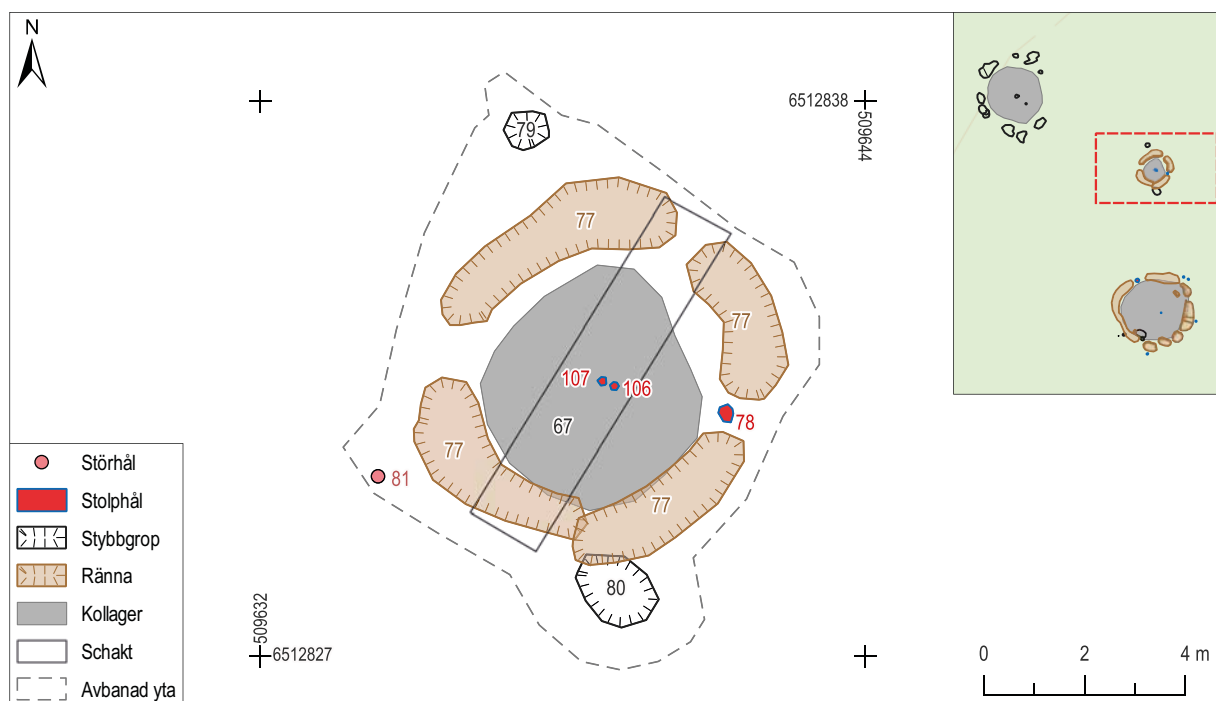 N
6512838
509644
79
77
77
107
106
67
78
77
77
81
80
509632
6512827
Störhål
Stolphål
Stybbgrop
Ränna
Kollager
Schakt
Avbanad yta
0 2 4 m